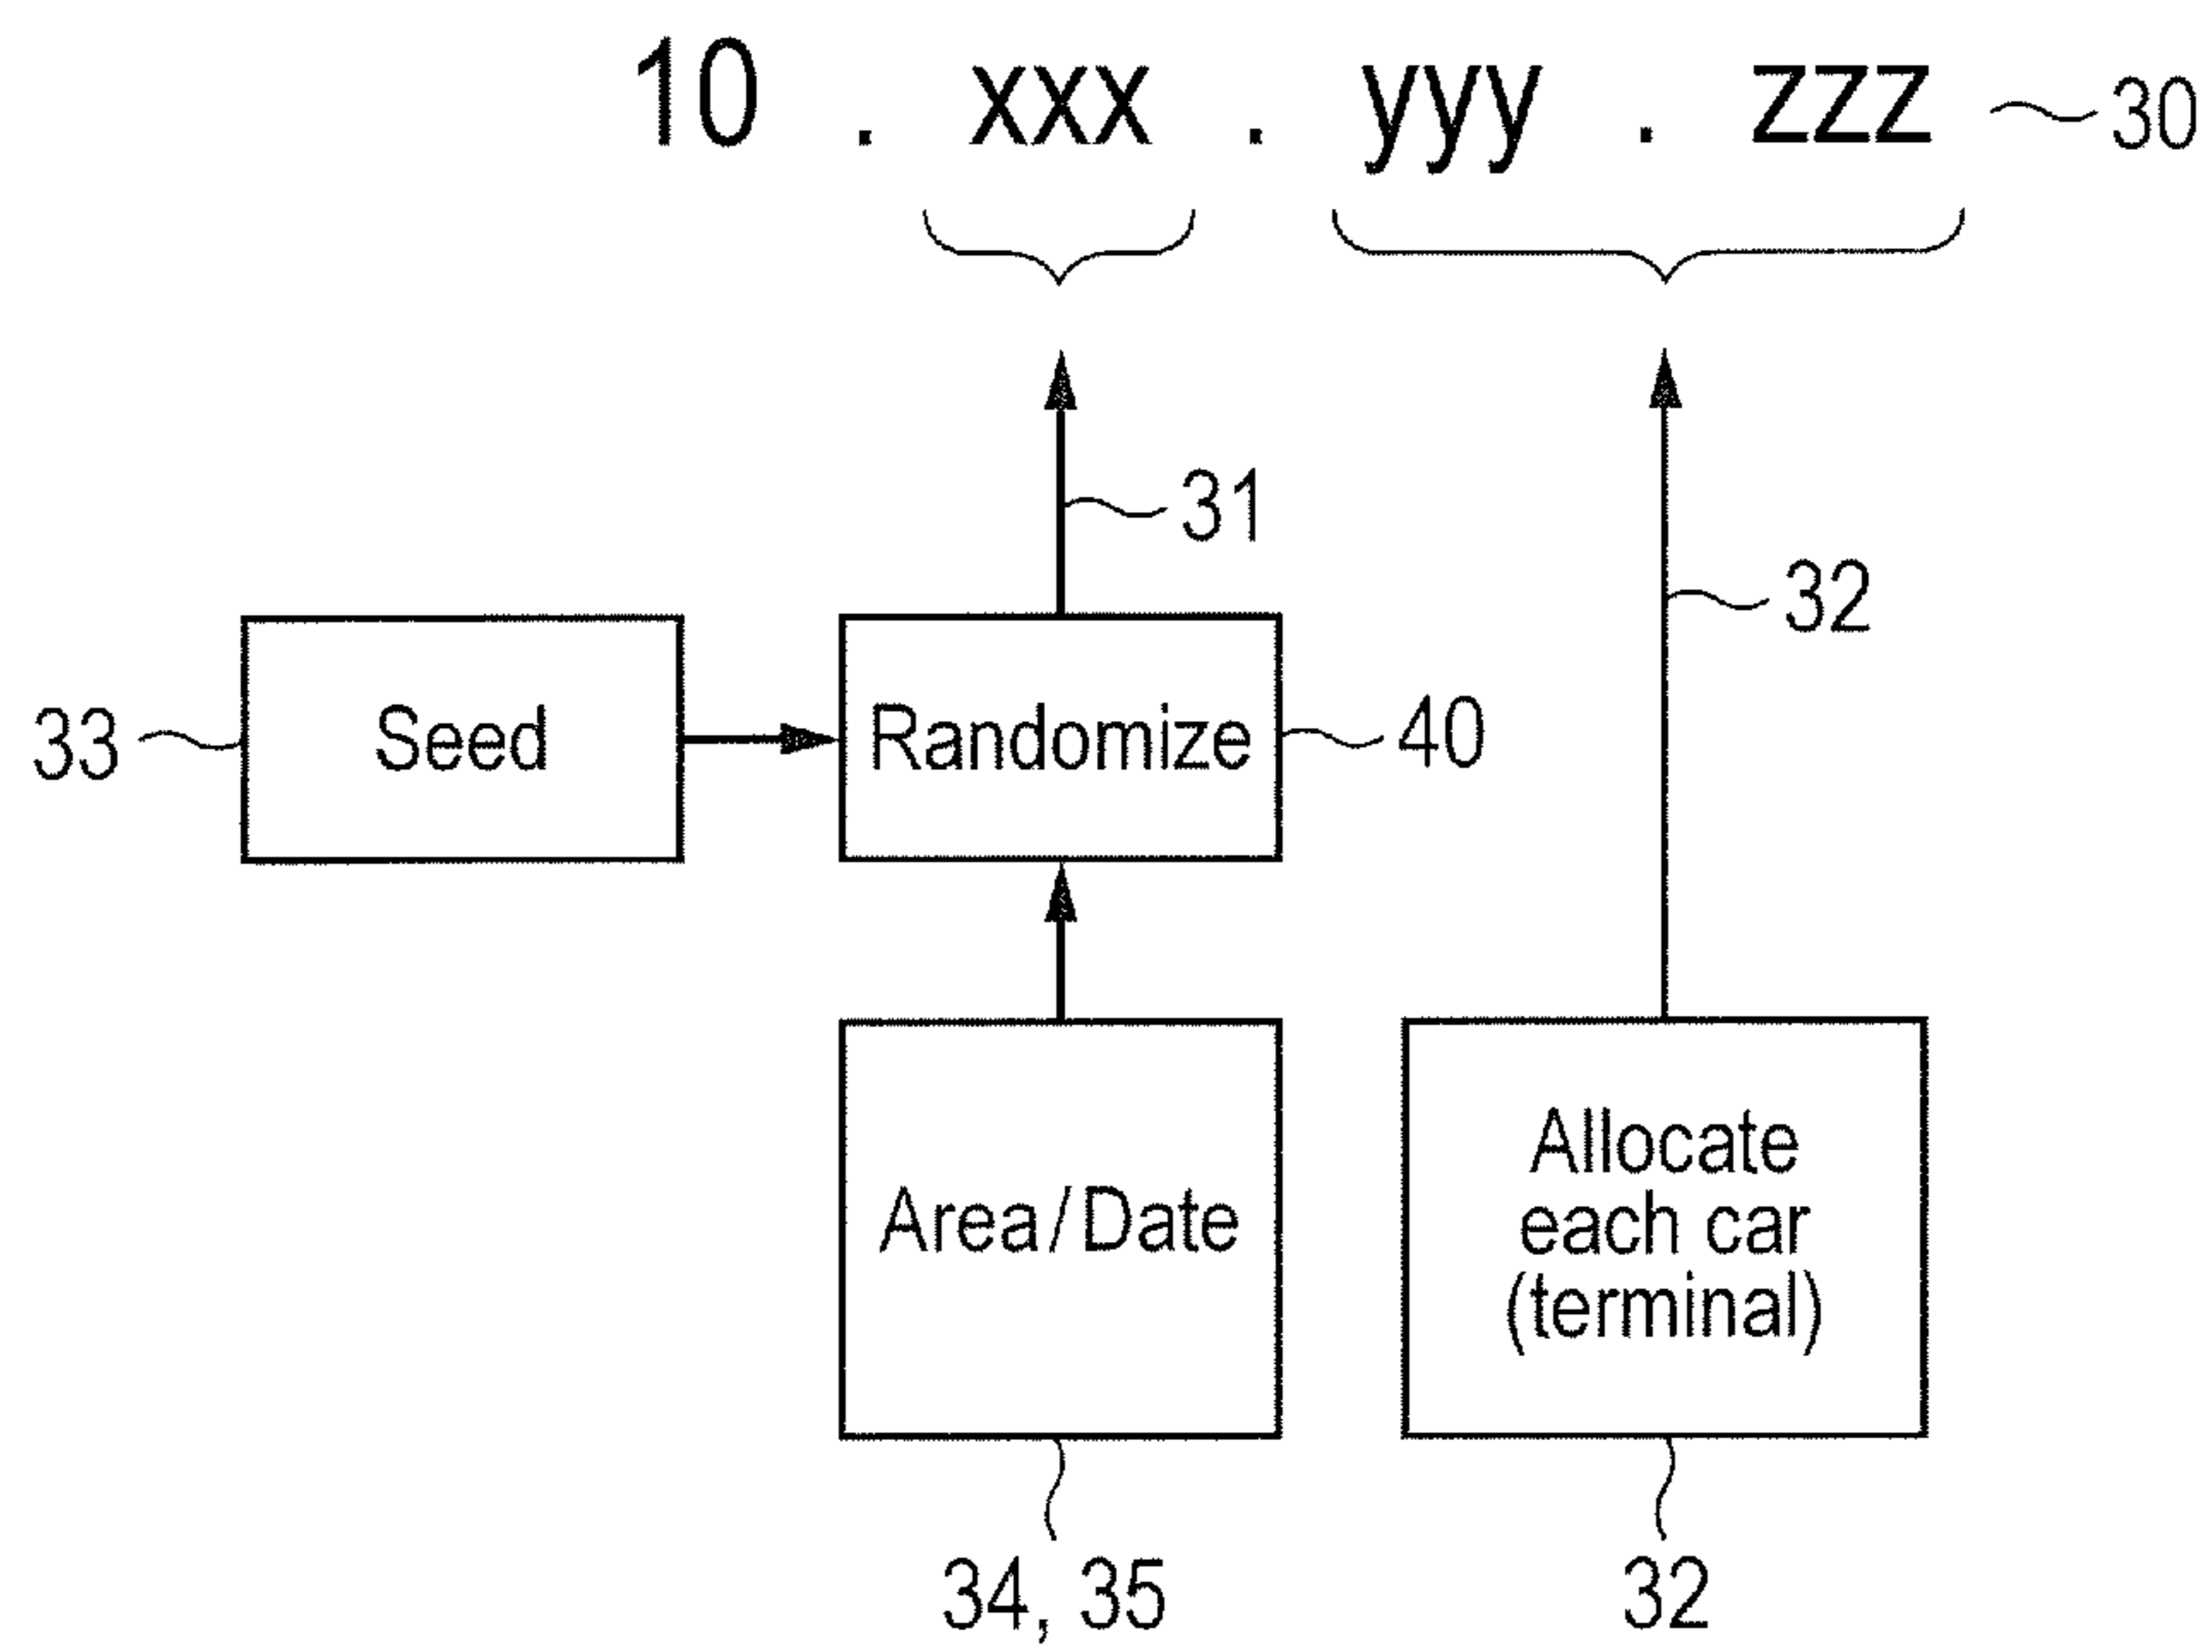 10 . xxx . yyy . zzz 30
31
32
33 Seed Randomize 40
Area/Date
Allocate
each car
(terminal)
34, 35
32